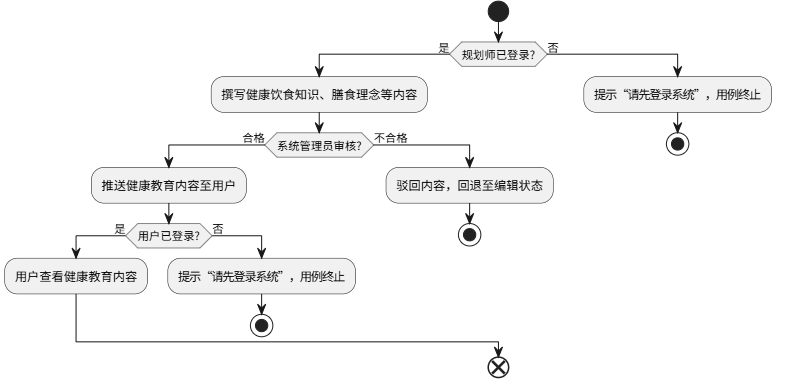 是
规划师已登录?
否
撰写健康饮食知识、膳食理念等内容
提示“请先登录系统”，用例终止
合格
系统管理员审核?
不合格
推送健康教育内容至用户
驳回内容，回退至编辑状态
是
用户已登录?
否
用户查看健康教育内容
提示“请先登录系统”，用例终止